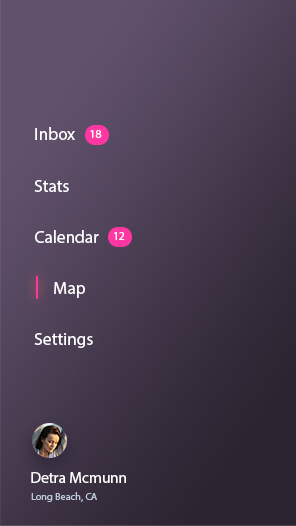 Inbox 18
Stats
Calendar 12
Map
Settings
Detra Mcmunn
Long Beach, CA